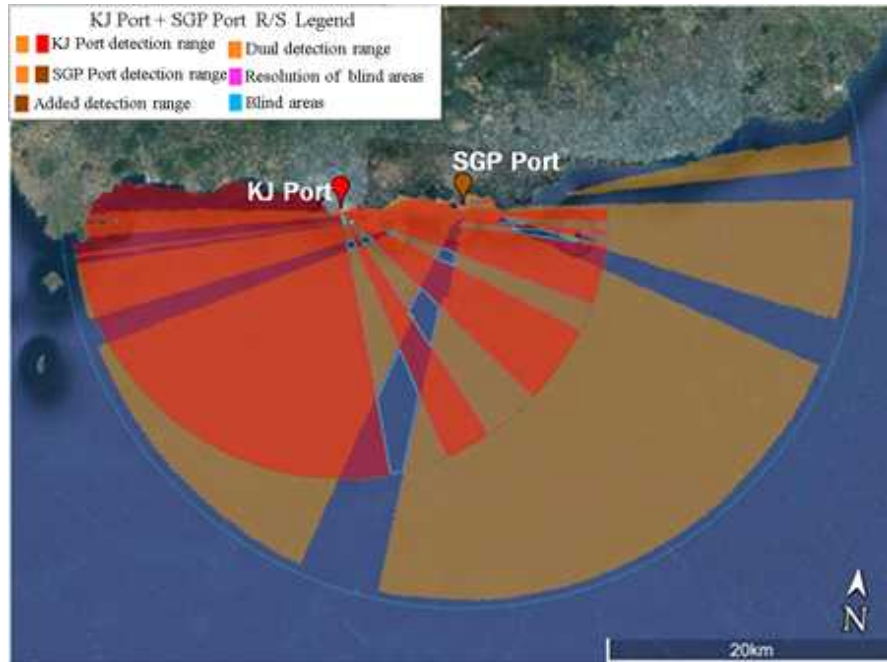 KJ Port + SGP Port R/S Legend
KJ Port detection range
Dual detection range
SGP Port detection range
Resolution of blind areas
Added detection range
Blind areas
KJ Port
SGP Port
N
20km